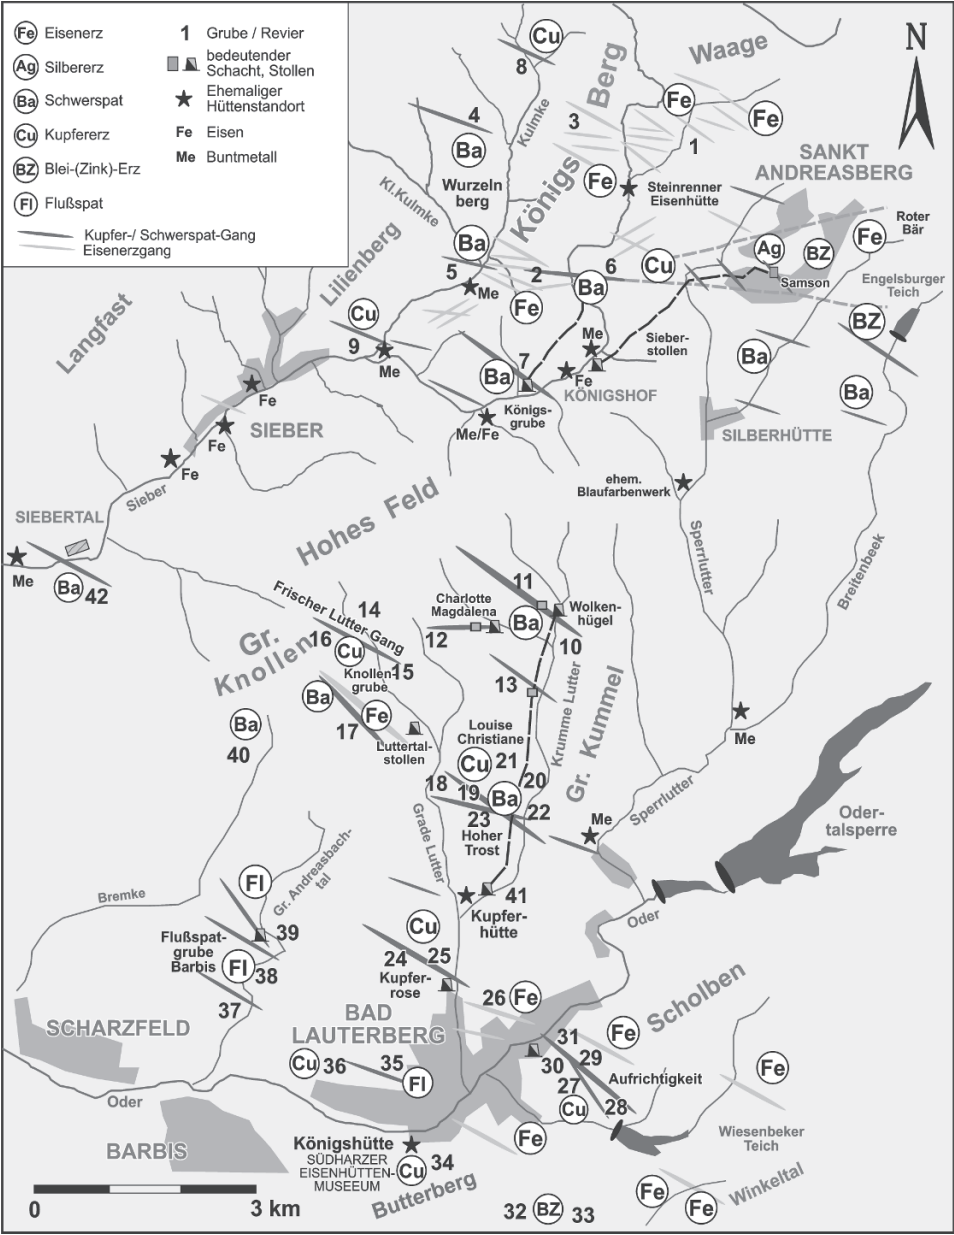 Fe Eisenerz
Ag Silbererz
Ba Schwerspat
Cu Kupfererz
BZ Blei-(Zink)-Erz
Fl Flußspat
1 Grube / Revier
bedeutender
Schacht, Stollen
Ehemaliger
Hüttenstandort
Fe Eisen
Me Buntmetall
Kupfer-/ Schwerspat-Gang
Eisenerzgang
N
Cu
8
Berg
Waage
Fe
Fe
4
Kulmke
3
1
Ba
Wurzeln
berg
Königs
Fe
Steinrenner
Eisenhütte
SANKT
ANDREASBERG
Kl.Kulmke
Roter
Bär
Lilienberg
Ba
5
2
6
Cu
Ag
BZ
Fe
Samson
Engelsburger
Teich
Me
Fe
Ba
Langfast
Cu
9
Me
Me
Sieber-
stollen
BZ
7
Ba
Fe
KÖNIGSHOF
Ba
Ba
Fe
Königs-
grube
Me/Fe
SIEBER
Fe
SILBERHÜTTE
Fe
Sieber
ehem.
Blaufarbenwerk
Hohes Feld
SIEBERTAL
Me
Ba
42
Sperrlutter
Breitenbeek
11
Charlotte
Magdalena
Wolken-
hügel
Frischer Lutter Gang
14
12
Ba
10
Gr.
Knollen
16
Cu
15
Knollen
grube
13
Krumme Lutter
Gr. Kummel
Ba
17
Fe
Luttertal-
stollen
Ba
40
Louise
Christiane
Cu
21
20
18
19
Ba
22
23
Hoher
Trost
Me
Me
Sperrlutter
Oder-
talsperre
Grade Lutter
Gr. Andreasbach-
tal
Fl
Bremke
41
Kupfer-
hütte
Oder
39
Flußspat-
grube
Barbis
Fl
38
37
Cu
24
25
Kupfer-
rose
26
Fe
Scholben
SCHARZFELD
BAD
LAUTERBERG
31
Fe
30
29
Cu
36
35
Fl
27
Aufrichtigkeit
Fe
Cu
28
Oder
BARBIS
Königshütte
SÜDHARZER
EISENHÜTTEN-
MUSEEUM
Cu
34
Fe
Wiesenbeker
Teich
Butterberg
Fe
Fe
Winkeltal
32
BZ
33
0
3 km